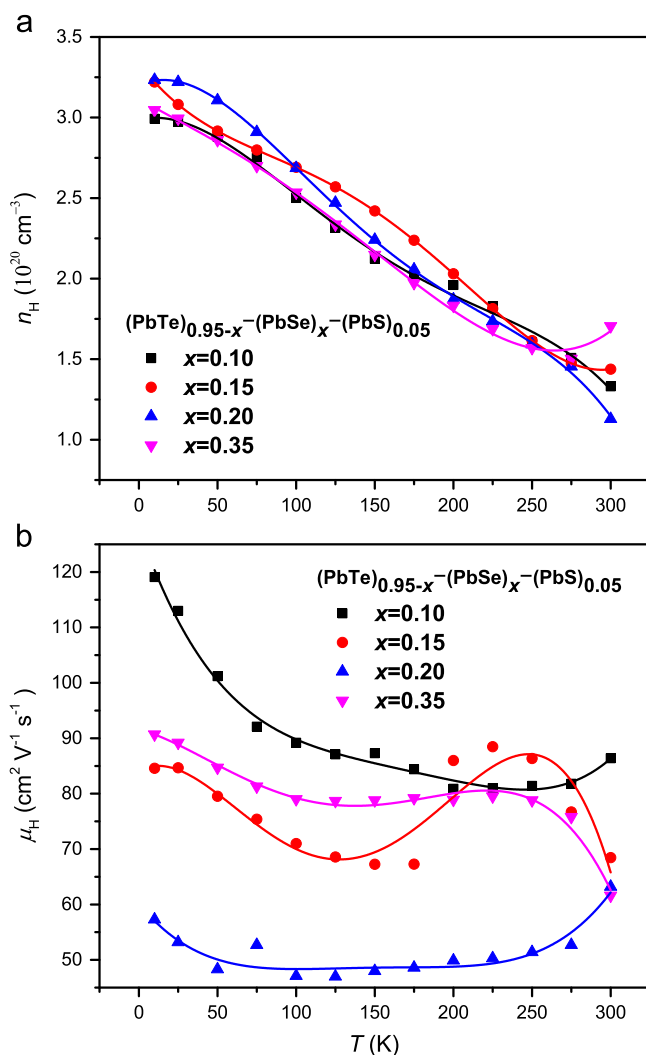 a
3.5
3.0
2.5
2.0
1.5
1.0
n_H (10^20 cm^−3)
(PbTe)0.95-x−(PbSe)x−(PbS)0.05
x=0.10
x=0.15
x=0.20
x=0.35
0 50 100 150 200 250 300
b
120
110
100
90
80
70
60
50
μ_H (cm^2 V^-1 s^-1)
(PbTe)0.95-x−(PbSe)x−(PbS)0.05
x=0.10
x=0.15
x=0.20
x=0.35
0 50 100 150 200 250 300
T (K)